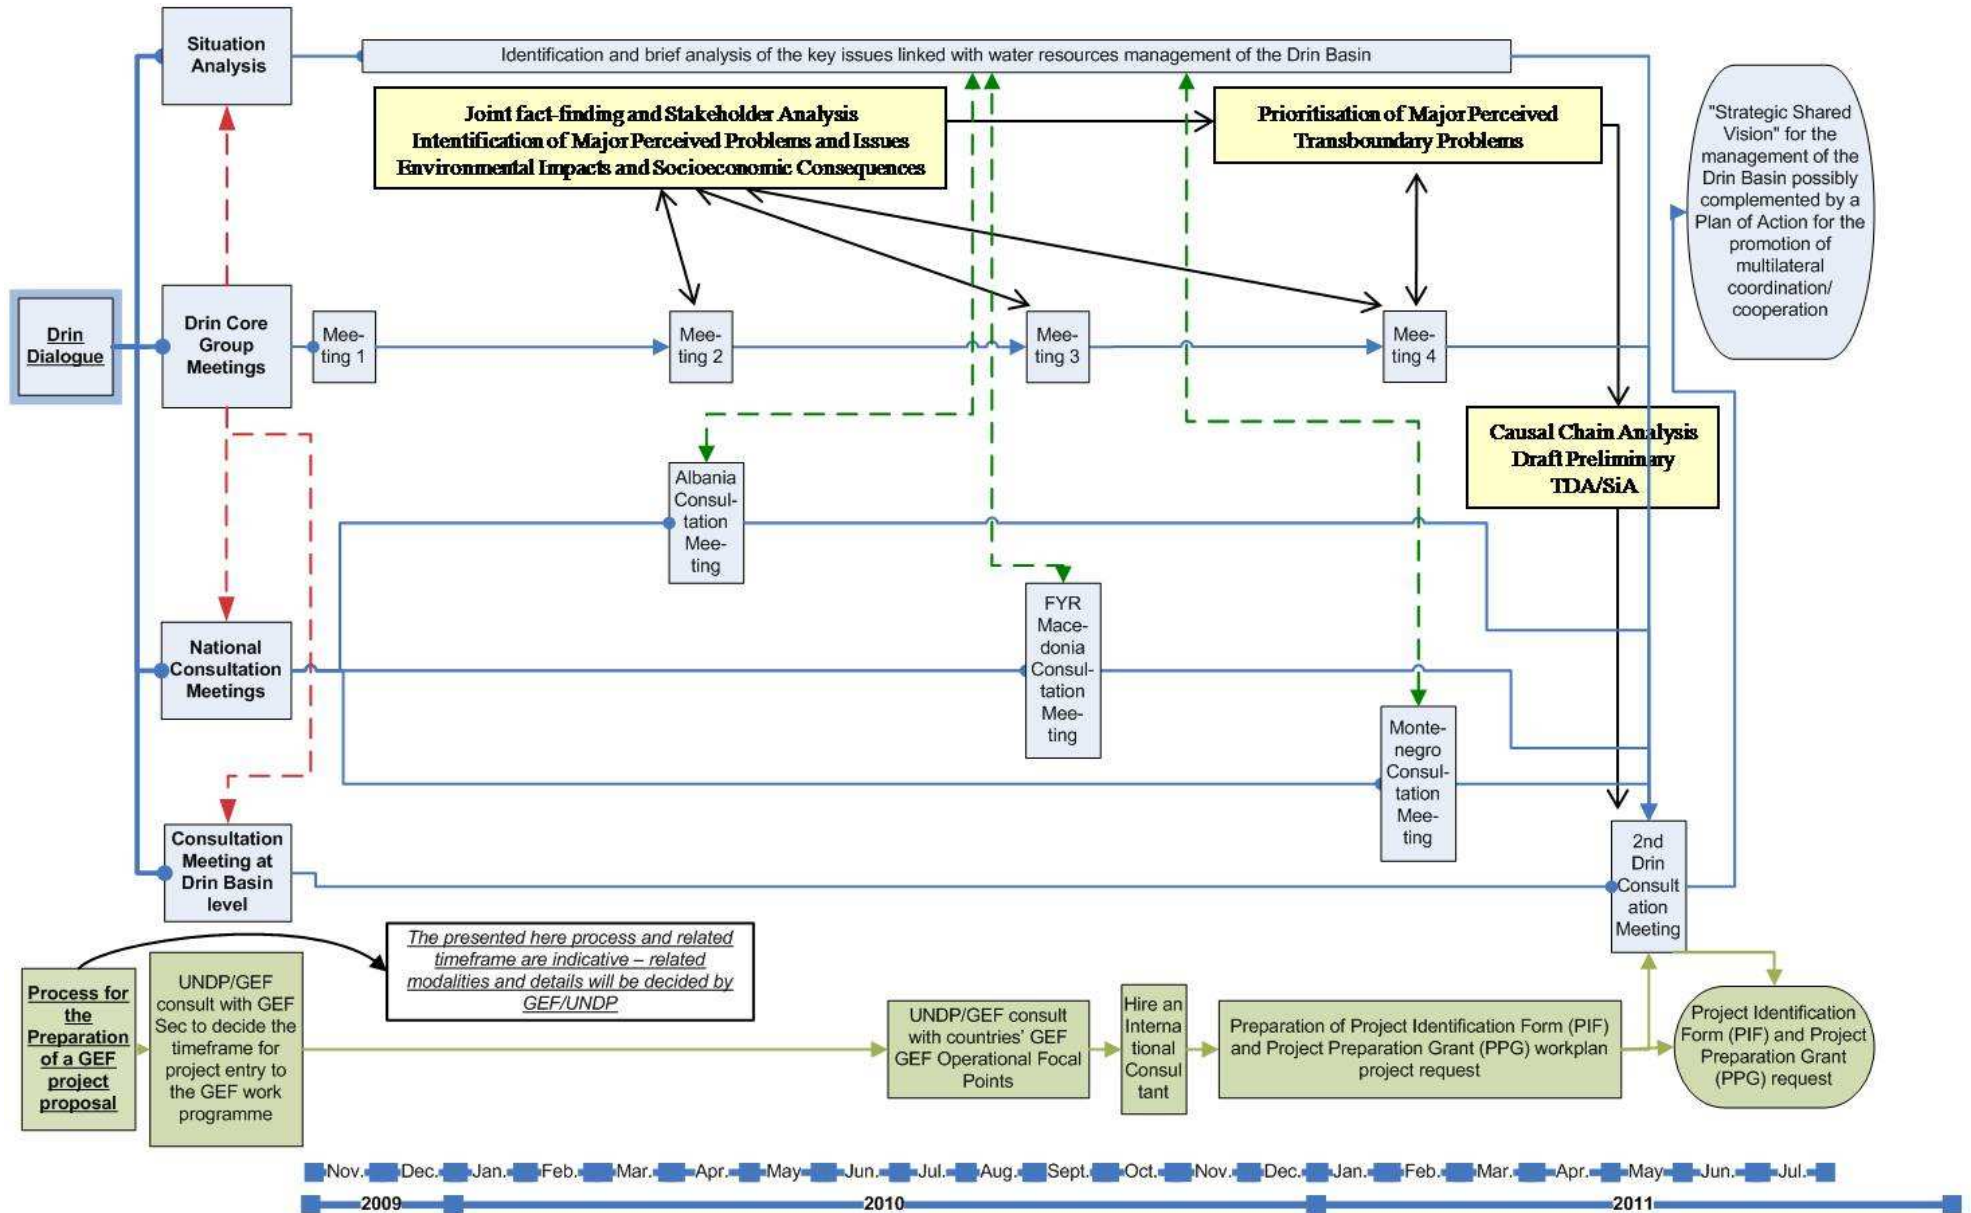 Situation
Analysis
Identification and brief analysis of the key issues linked with water resources management of the Drin Basin
Joint fact-finding and Stakeholder Analysis
Intentification of Major Perceived Problems and Issues
Environmental Impacts and Socioeconomic Consequences
Prioritisation of Major Perceived
Transboundary Problems
"Strategic Shared
Vision" for the
management of the
Drin Basin possibly
complemented by a
Plan of Action for the
promotion of
multilateral
coordination/
cooperation
Drin
Dialogue
Drin Core
Group
Meetings
Mee-
ting 1
Mee-
ting 2
Mee-
ting 3
Mee-
ting 4
Causal Chain Analysis
Draft Preliminary
TDA/SiA
Albania
Consul-
tation
Mee-
ting
FYR
Mace-
donia
Consul-
tation
Mee-
ting
National
Consultation
Meetings
Monte-
negro
Consul-
tation
Mee-
ting
Consultation
Meeting at
Drin Basin
level
2nd
Drin
Consult
ation
Meeting
The presented here process and related
timeframe are indicative – related
modalities and details will be decided by
GEF/UNDP
Process for
the
Preparation
of a GEF
project
proposal
UNDP/GEF
consult with GEF
Sec to decide the
timeframe for
project entry to
the GEF work
programme
UNDP/GEF consult
with countries' GEF
GEF Operational Focal
Points
Hire an
Interna
tional
Consul
tant
Preparation of Project Identification Form (PIF)
and Project Preparation Grant (PPG) workplan
project request
Project Identification
Form (PIF) and Project
Preparation Grant
(PPG) request
Nov. Dec. Jan. Feb. Mar. Apr. May Jun. Jul. Aug. Sept. Oct. Nov. Dec. Jan. Feb. Mar. Apr. May Jun. Jul.
2009 2010 2011